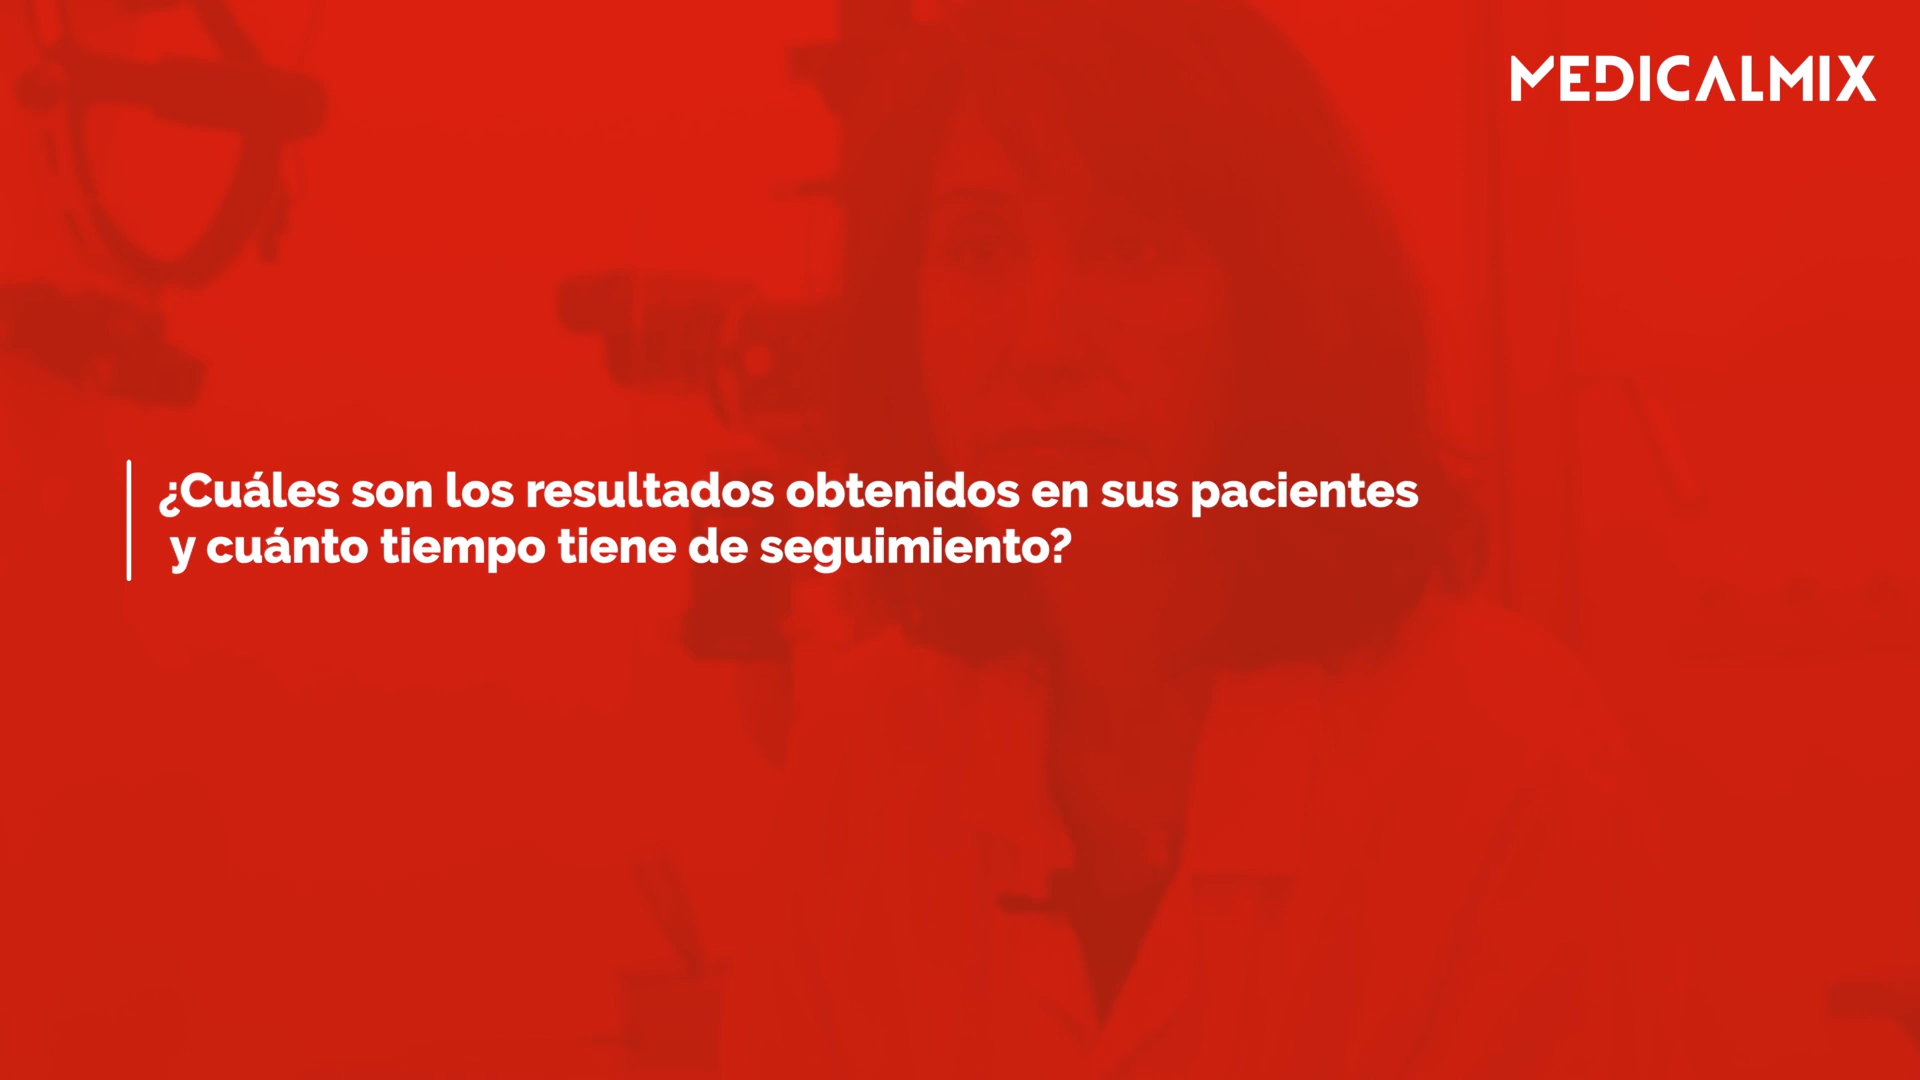 MEDICALMIX
¿Cuáles son los resultados obtenidos en sus pacientes
y cuánto tiempo tiene de seguimiento?